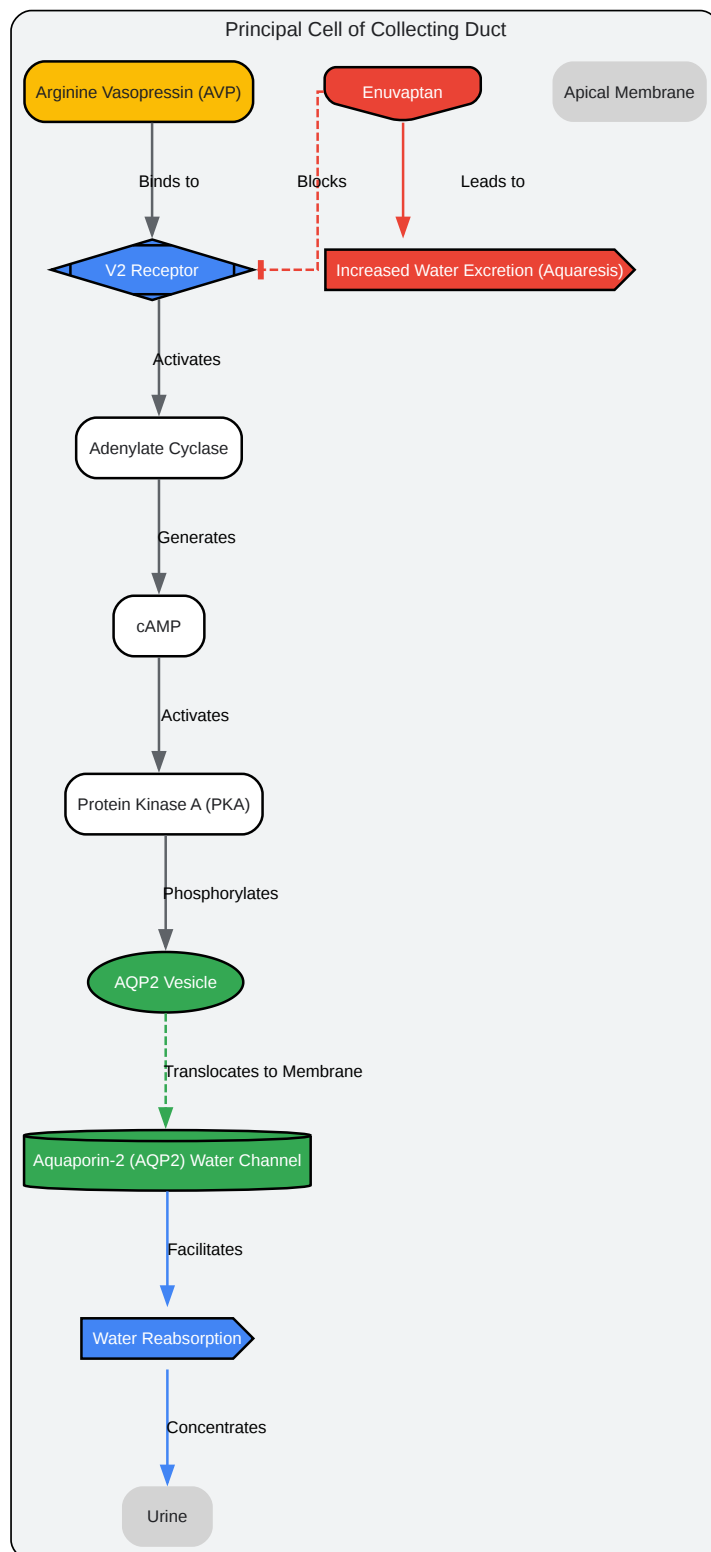 Principal Cell of Collecting Duct
Arginine Vasopressin (AVP)
Enuvaptan
Apical Membrane
Binds to
Blocks
Leads to
V2 Receptor
Increased Water Excretion (Aquaresis)
Activates
Adenylate Cyclase
Generates
cAMP
Activates
Protein Kinase A (PKA)
Phosphorylates
AQP2 Vesicle
Translocates to Membrane
Aquaporin-2 (AQP2) Water Channel
Facilitates
Water Reabsorption
Concentrates
Urine